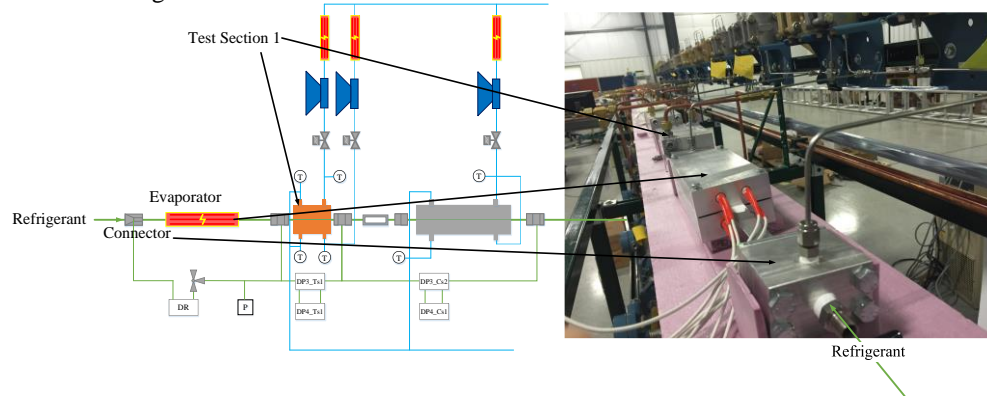 Test Section 1
T
T
T
Evaporator
Refrigerant
Connector
T
T
T
DR
P
DP3_Ts1
DP3_Cs2
DP4_Ts1
DP4_Cs1
Refrigerant